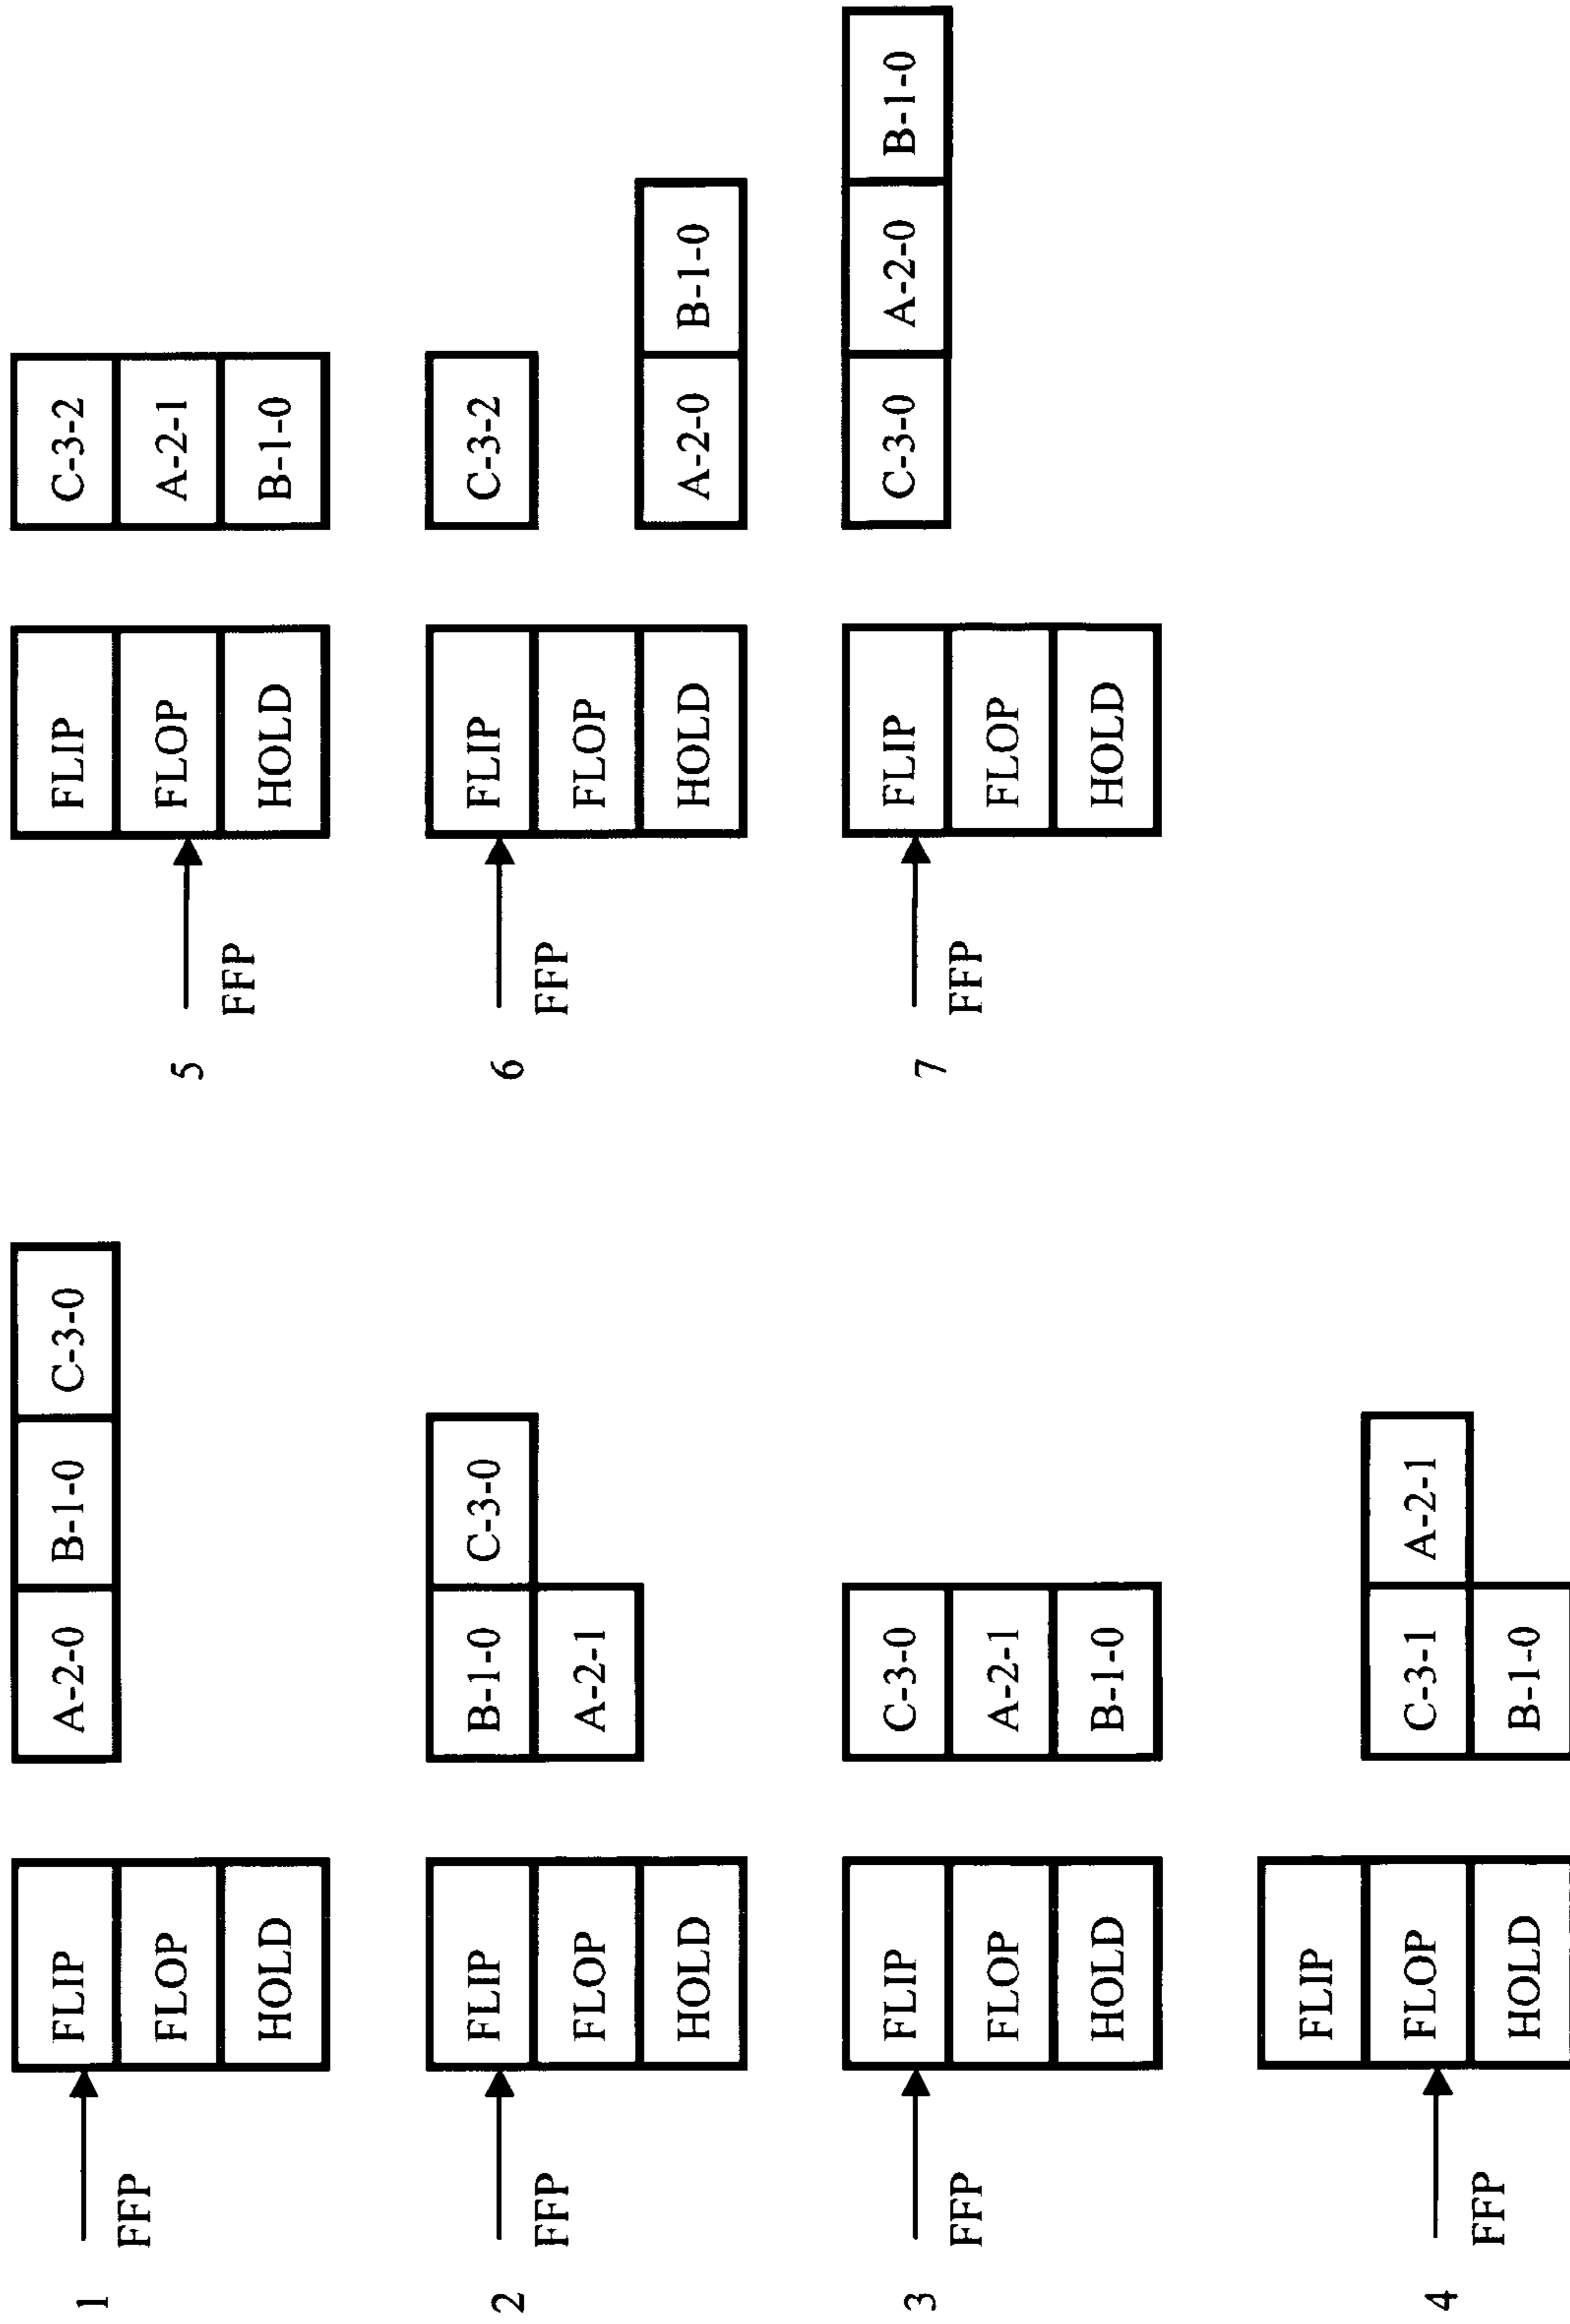 1
FFP
FLIP
FLOP
HOLD
A-2-0 B-1-0 C-3-0
2
FFP
FLIP
FLOP
HOLD
B-1-0 C-3-0
A-2-1
3
FFP
FLIP
FLOP
HOLD
C-3-0
A-2-1
B-1-0
4
FFP
FLIP
FLOP
HOLD
C-3-1 A-2-1
B-1-0
5
FFP
FLIP
FLOP
HOLD
C-3-2
A-2-1
B-1-0
6
FFP
FLIP
FLOP
HOLD
C-3-2
A-2-0 B-1-0
7
FFP
FLIP
FLOP
HOLD
C-3-0 A-2-0 B-1-0